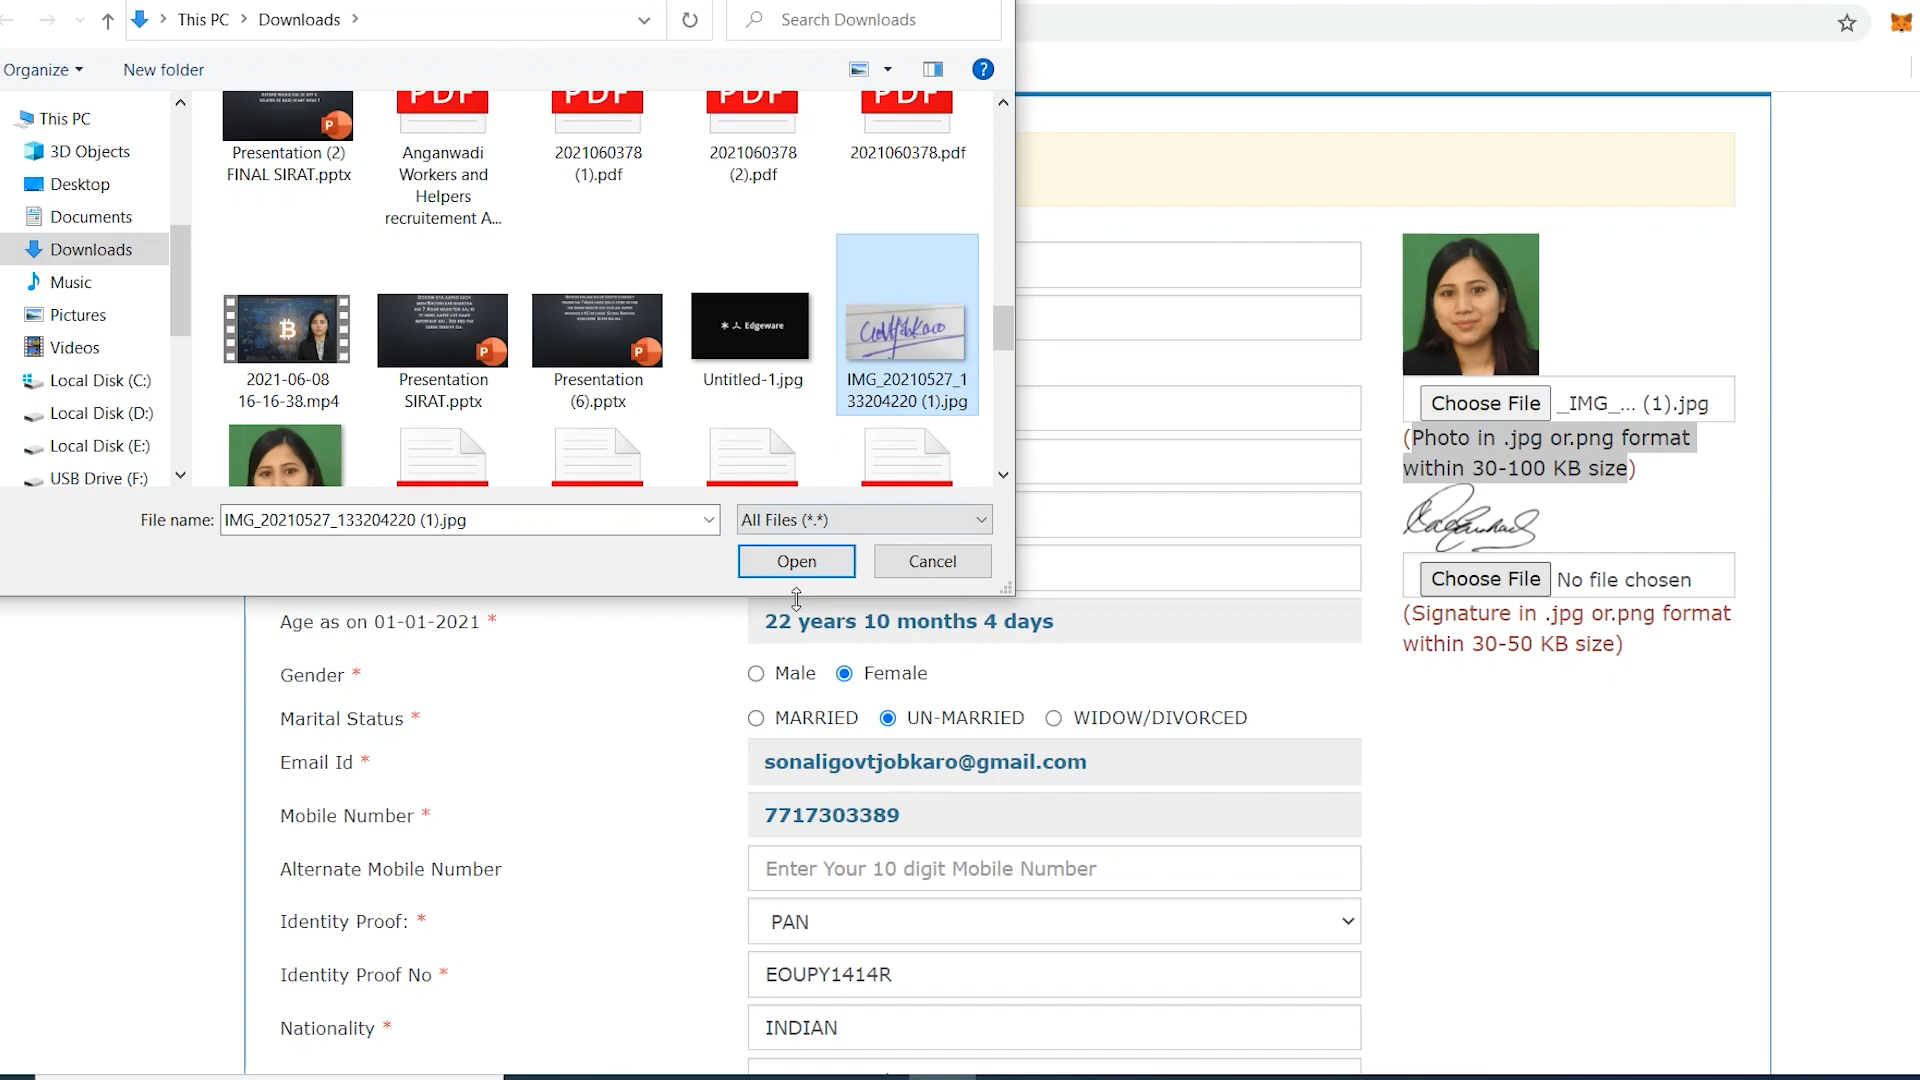 This PC
Downloads
Search Downloads
Organize
New folder
?
This PC
3D Objects
Desktop
Documents
Downloads
Music
Pictures
Videos
Local Disk (C:)
Local Disk (D:)
Local Disk (E:)
USB Drive (F:)
PDF
PDF
PDF
PDF
P
Presentation (2)
FINAL SIRAT.pptx
Anganwadi
Workers and
Helpers
recruitement A...
2021060378
(1).pdf
2021060378
(2).pdf
2021060378.pdf
P
P
Edgeware
2021-06-08
16-16-38.mp4
Presentation
SIRAT.pptx
Presentation
(6).pptx
Untitled-1.jpg
IMG_20210527_1
33204220 (1).jpg
File name:
IMG_20210527_133204220 (1).jpg
All Files (*.*)
Open
Cancel
Choose File
_IMG_... (1).jpg
(Photo in .jpg or.png format
within 30-100 KB size)
Choose File
No file chosen
(Signature in .jpg or.png format
within 30-50 KB size)
Age as on 01-01-2021 *
22 years 10 months 4 days
Gender *
Male
Female
Marital Status *
MARRIED
UN-MARRIED
WIDOW/DIVORCED
Email Id *
sonaligovtjobkaro@gmail.com
Mobile Number *
7717303389
Alternate Mobile Number
Enter Your 10 digit Mobile Number
Identity Proof: *
PAN
Identity Proof No *
EOUPY1414R
Nationality *
INDIAN